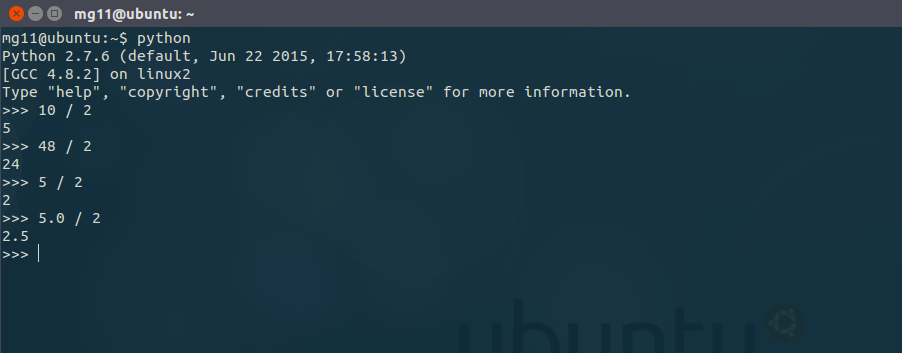 mg11@ubuntu: ~
mg11@ubuntu:~$ python
Python 2.7.6 (default, Jun 22 2015, 17:58:13)
[GCC 4.8.2] on linux2
Type "help", "copyright", "credits" or "license" for more information.
>>> 10 / 2
5
>>> 48 / 2
24
>>> 5 / 2
2
>>> 5.0 / 2
2.5
>>>
ubuntu